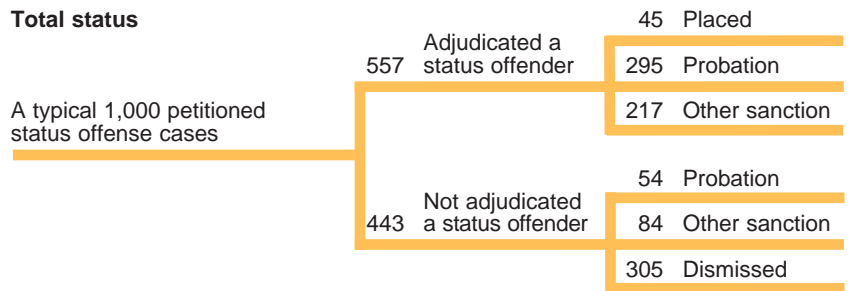 Total status
A typical 1,000 petitioned
status offense cases
557 Adjudicated a
status offender
45 Placed
295 Probation
217 Other sanction
443 Not adjudicated
a status offender
54 Probation
84 Other sanction
305 Dismissed